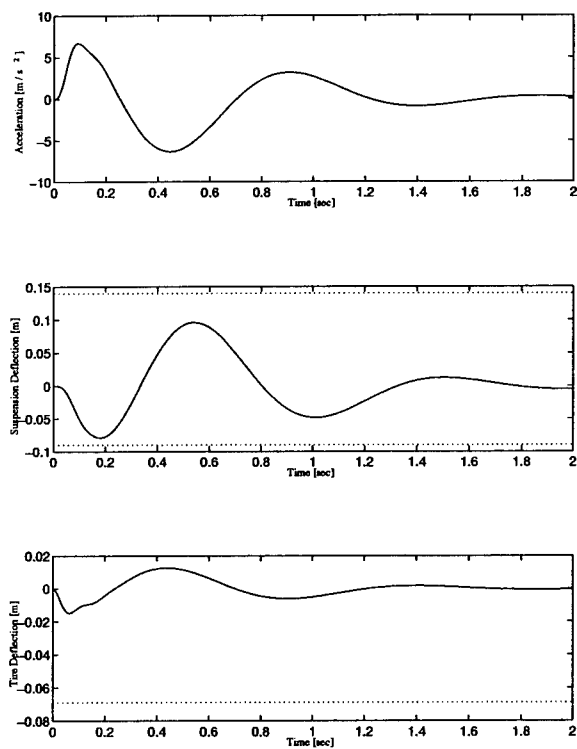 10
5
0
−5
−10
Acceleration [m / s 2 ]
0 0.2 0.4 0.6 0.8 1 1.2 1.4 1.6 1.8 2
Time [sec]
0.15
0.1
0.05
0
−0.05
−0.1
Suspension Deflection [m]
0 0.2 0.4 0.6 0.8 1 1.2 1.4 1.6 1.8 2
Time [sec]
0.02
0
−0.02
−0.04
−0.06
−0.08
Tire Deflection [m]
0 0.2 0.4 0.6 0.8 1 1.2 1.4 1.6 1.8 2
Time [sec]